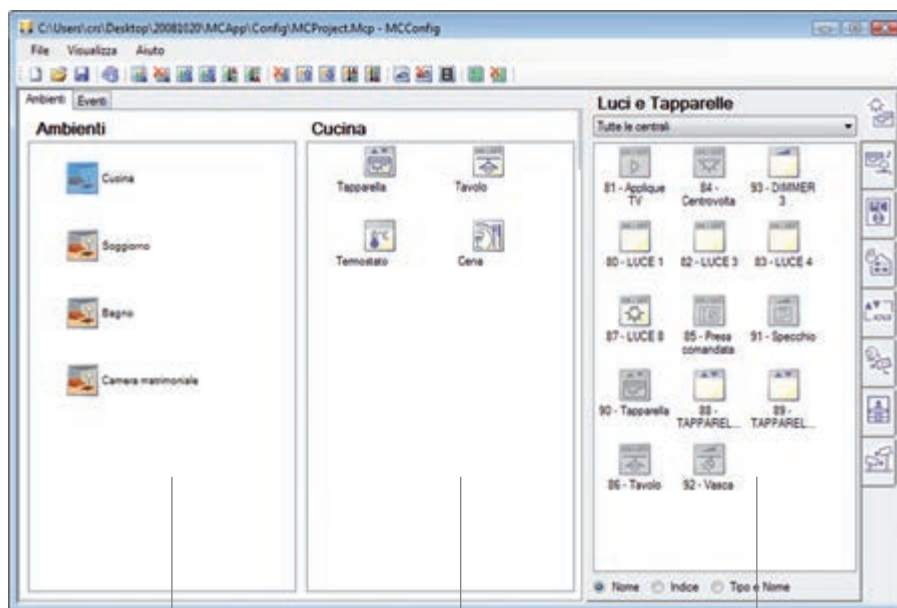 C:\Users\crs\Desktop\20081020\MCApp\Config\MCProject.Mcp - MCConfig
File Visualizza Aiuto
Ambienti Eventi
Ambienti
Cucina
Soggiorno
Bagno
Camera matrimoniale
Cucina
Tapparella
Tavolo
Termostato
Cena
Luci e Tapparelle
Tutte le centrali
81 - Applique
TV
84 -
Centrovolta
93 - DIMMER
3
80 - LUCE 1
82 - LUCE 3
83 - LUCE 4
87 - LUCE 8
85 - Presa
comandata
91 - Specchio
90 - Tapparella
88 -
TAPPAREL...
89 -
TAPPAREL...
86 - Tavolo
92 - Vasca
Nome Indice Tipo e Nome